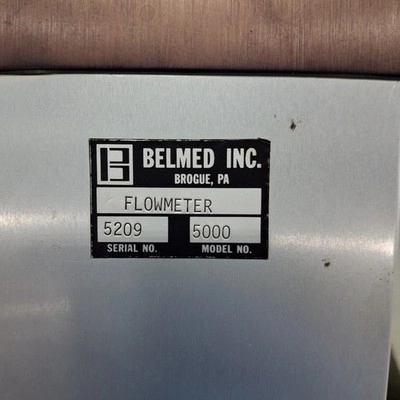 BELMED INC.
BROGUE, PA
FLOWMETER
5209 5000
SERIAL NO. MODEL NO.